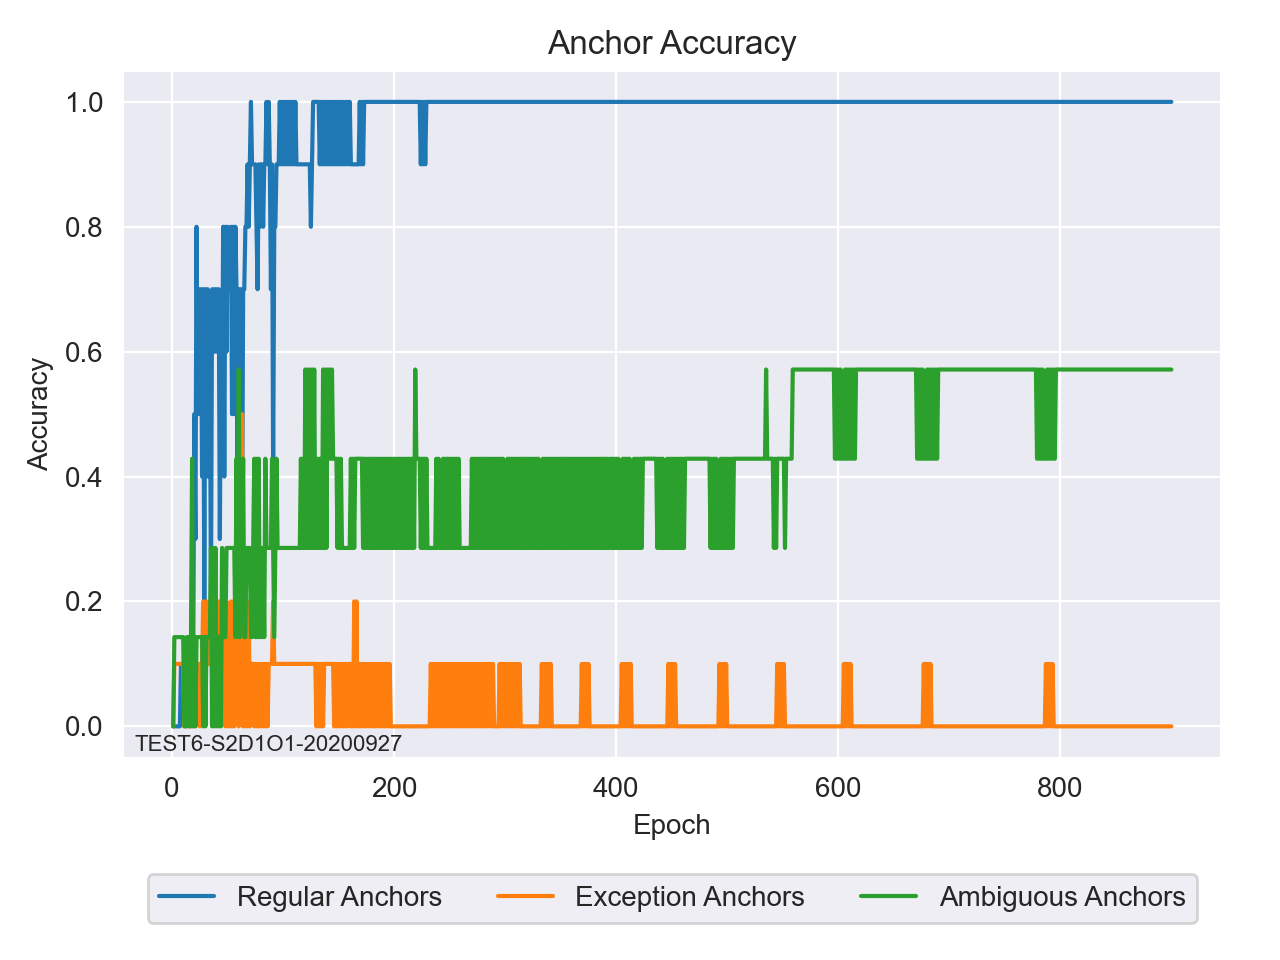 Anchor Accuracy
1.0
0.8
0.6
0.4
0.2
0.0
Accuracy
TEST6-S2D1O1-20200927
0 200 400 600 800
Epoch
Regular Anchors Exception Anchors Ambiguous Anchors